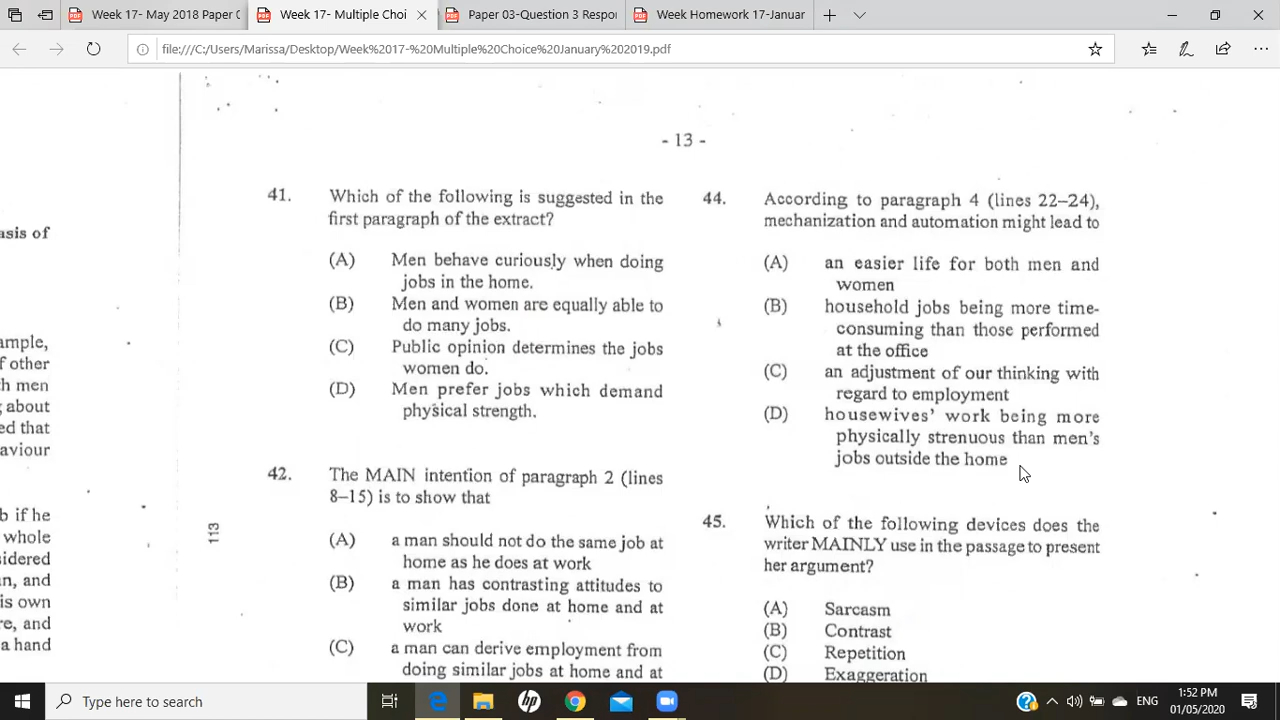 Week 17- May 2018 Paper 0
Week 17- Multiple Choi
Paper 03-Question 3 Respon
Week Homework 17-Januar
file:///C:/Users/Marissa/Desktop/Week%2017-%20Multiple%20Choice%20January%202019.pdf
- 13 -
asis of
ample,
f other
th men
about
ed that
aviour
b if he
whole
sidered
n, and
is own
re, and
a hand
113
41. Which of the following is suggested in the
first paragraph of the extract?
(A) Men behave curiously when doing
jobs in the home.
(B) Men and women are equally able to
do many jobs.
(C) Public opinion determines the jobs
women do.
(D) Men prefer jobs which demand
physical strength.
42. The MAIN intention of paragraph 2 (lines
8–15) is to show that
(A) a man should not do the same job at
home as he does at work
(B) a man has contrasting attitudes to
similar jobs done at home and at
work
(C) a man can derive employment from
doing similar jobs at home and at
44. According to paragraph 4 (lines 22–24),
mechanization and automation might lead to
(A) an easier life for both men and
women
(B) household jobs being more time-
consuming than those performed
at the office
(C) an adjustment of our thinking with
regard to employment
(D) housewives' work being more
physically strenuous than men's
jobs outside the home
45. Which of the following devices does the
writer MAINLY use in the passage to present
her argument?
(A) Sarcasm
(B) Contrast
(C) Repetition
(D) Exaggeration
Type here to search
ENG
1:52 PM
01/05/2020